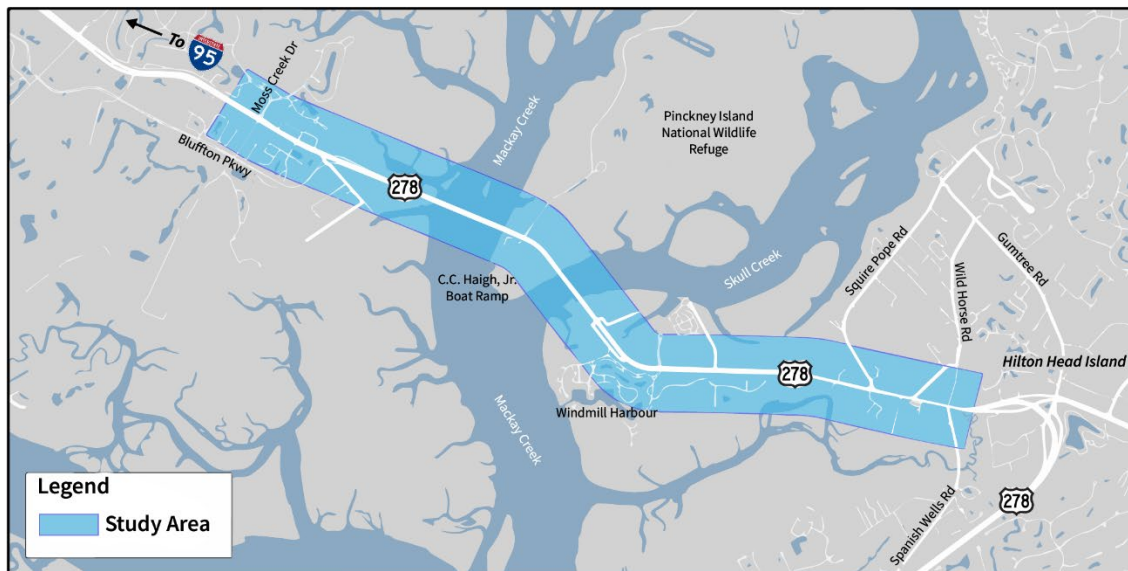 To
INTERSTATE
95
Moss Creek Dr
Bluffton Pkwy
278
Mackay Creek
Pinckney Island
National Wildlife
Refuge
C.C. Haigh, Jr.
Boat Ramp
Skull Creek
Squire Pope Rd
Wild Horse Rd
Gumtree Rd
Hilton Head Island
278
Windmill Harbour
Mackay Creek
Spanish Wells Rd
278
Legend
Study Area